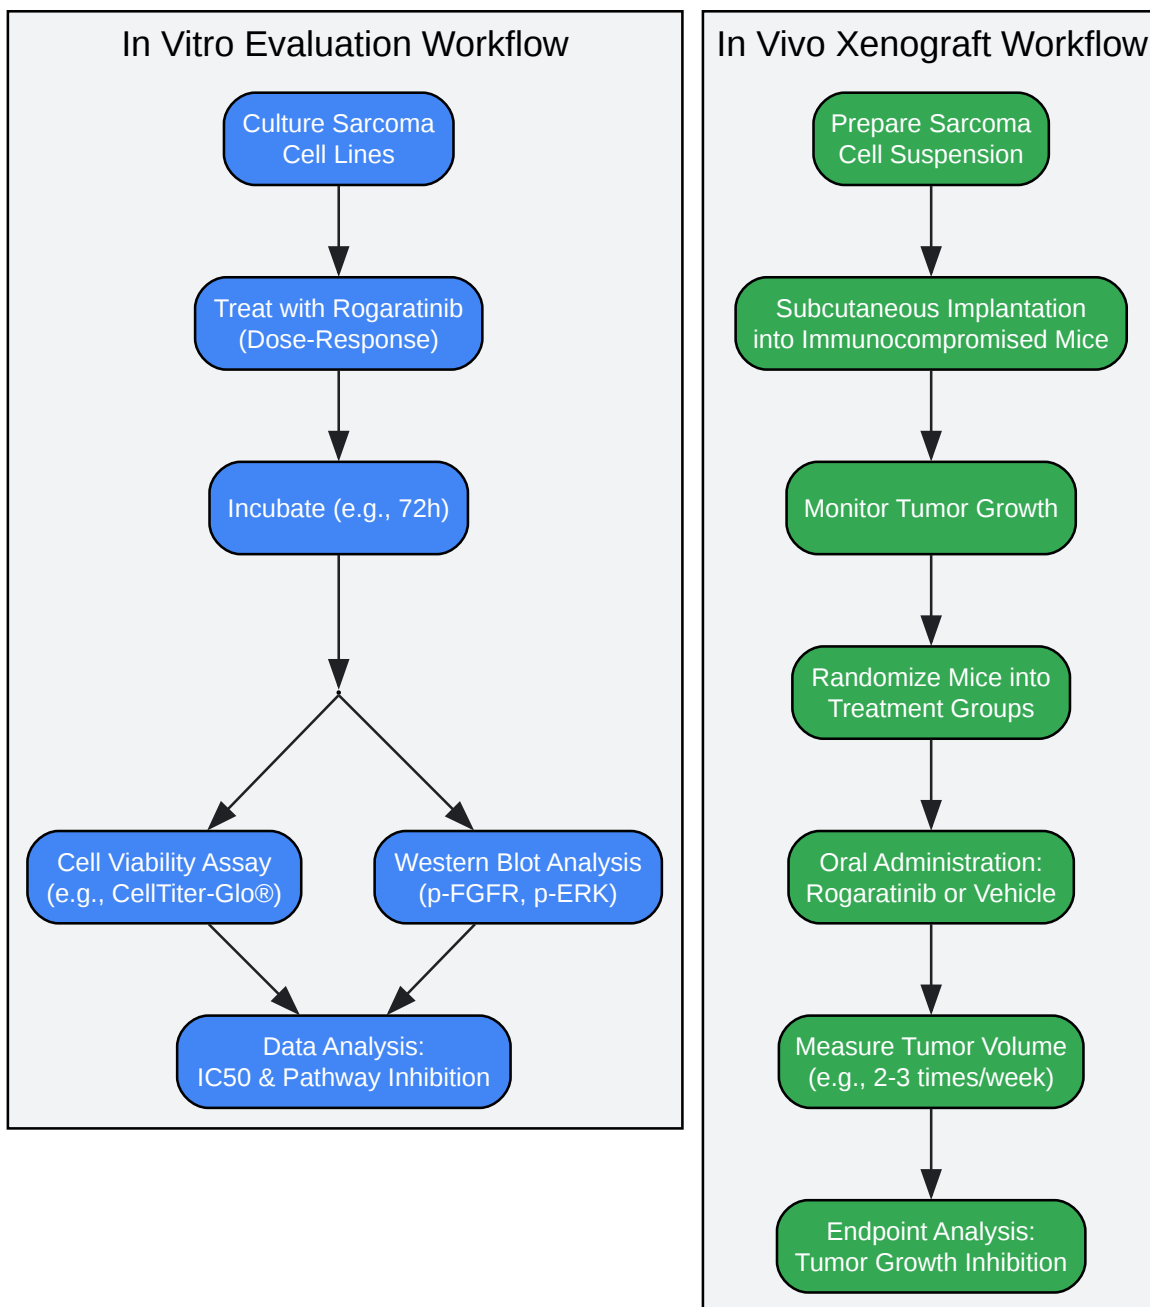 In Vitro Evaluation Workflow
Culture Sarcoma
Cell Lines
Treat with Rogaratinib
(Dose-Response)
Incubate (e.g., 72h)
Cell Viability Assay
(e.g., CellTiter-Glo®)
Western Blot Analysis
(p-FGFR, p-ERK)
Data Analysis:
IC50 & Pathway Inhibition
In Vivo Xenograft Workflow
Prepare Sarcoma
Cell Suspension
Subcutaneous Implantation
into Immunocompromised Mice
Monitor Tumor Growth
Randomize Mice into
Treatment Groups
Oral Administration:
Rogaratinib or Vehicle
Measure Tumor Volume
(e.g., 2-3 times/week)
Endpoint Analysis:
Tumor Growth Inhibition